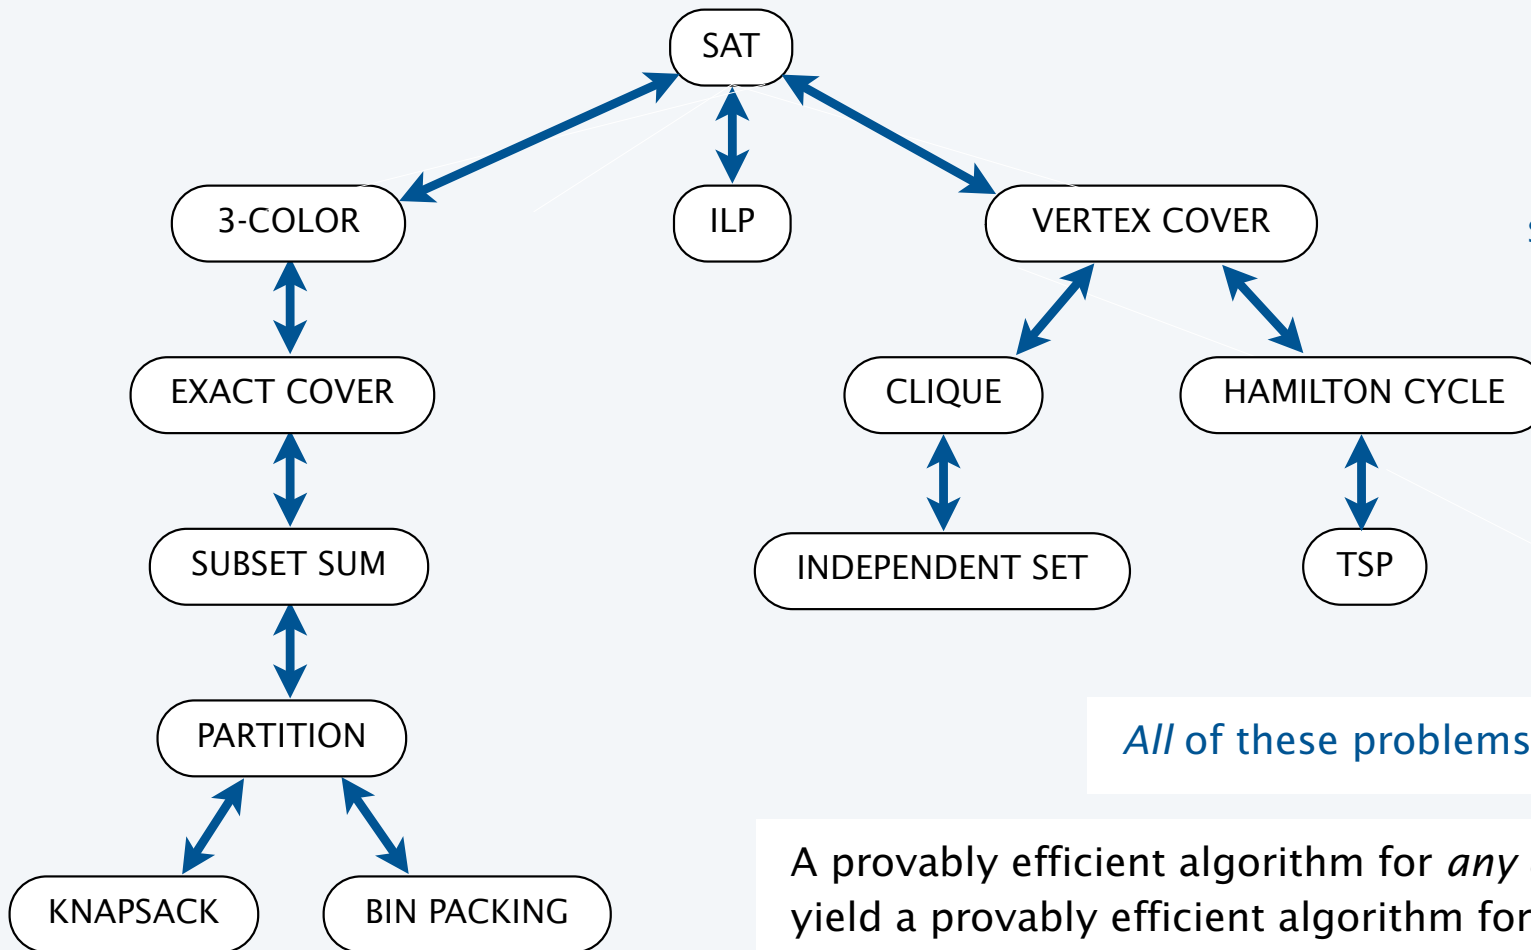 SAT
3-COLOR
ILP
VERTEX COVER
EXACT COVER
CLIQUE
HAMILTON CYCLE
SUBSET SUM
INDEPENDENT SET
TSP
PARTITION
All of these problems
A provably efficient algorithm for any
yield a provably efficient algorithm for
KNAPSACK
BIN PACKING